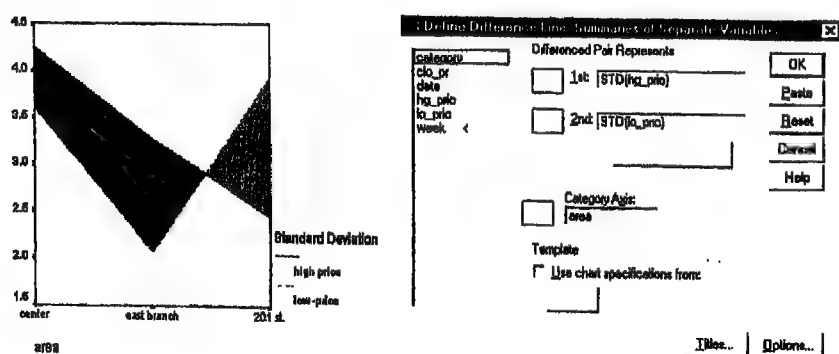 4.5
4.0
3.5
3.0
2.5
2.0
1.5
center
east branch
201 st.
area
Standard Deviation
high price
low-price
Define Difference Line: Summaries of Separate Variables
category
clo_pr
date
hg_pric
lo_pric
week
Differenced Pair Represents
1st: STD(hg_pric)
2nd: STD(lo_pric)
Category Axis:
area
Template
Use chart specifications from:
OK
Paste
Reset
Cancel
Help
Titles...
Options...